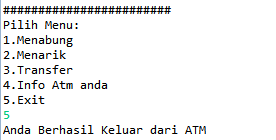 ########################
Pilih Menu:
1.Menabung
2.Menarik
3.Transfer
4.Info Atm anda
5.Exit
5
Anda Berhasil Keluar dari ATM